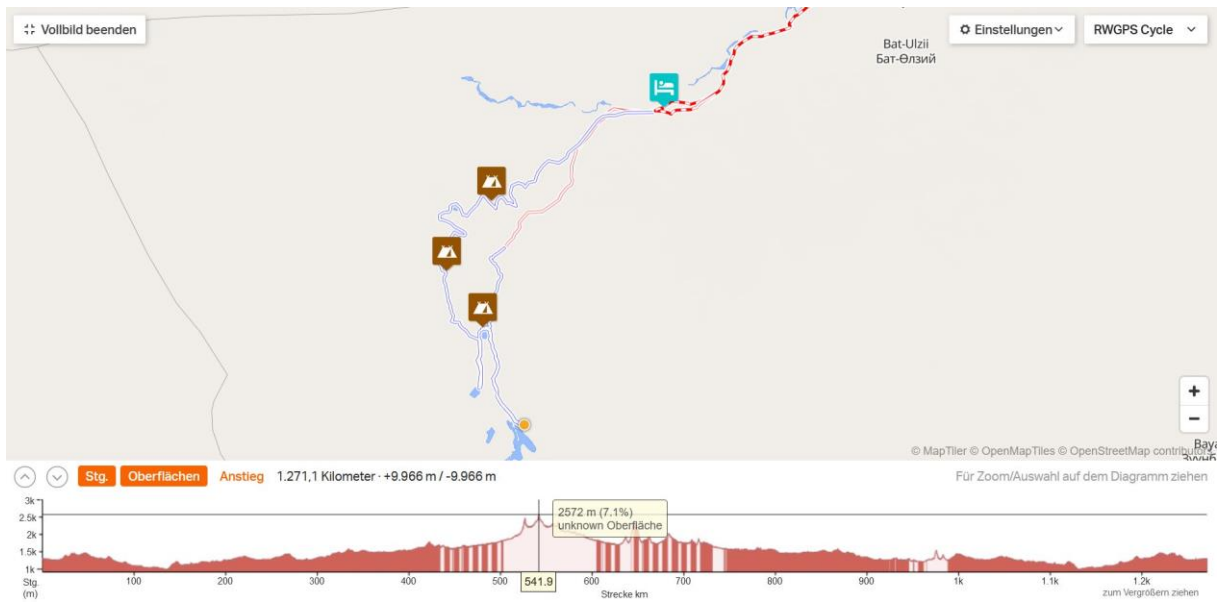 Vollbild beenden
Einstellungen
RWGPS Cycle
Bat-Ulzii
Бат-Өлзий
+
−
© MapTiler © OpenMapTiles © OpenStreetMap contributors
Stg.
Oberflächen
Anstieg
1.271,1 Kilometer · +9.966 m / -9.966 m
Für Zoom/Auswahl auf dem Diagramm ziehen
3k
2.5k
2k
1.5k
1k
2572 m (7.1%)
unknown Oberfläche
Stg.
(m)
100 200 300 400 500 541.9 600 700 800 900 1k 1.1k 1.2k
Strecke km
zum Vergrößern ziehen